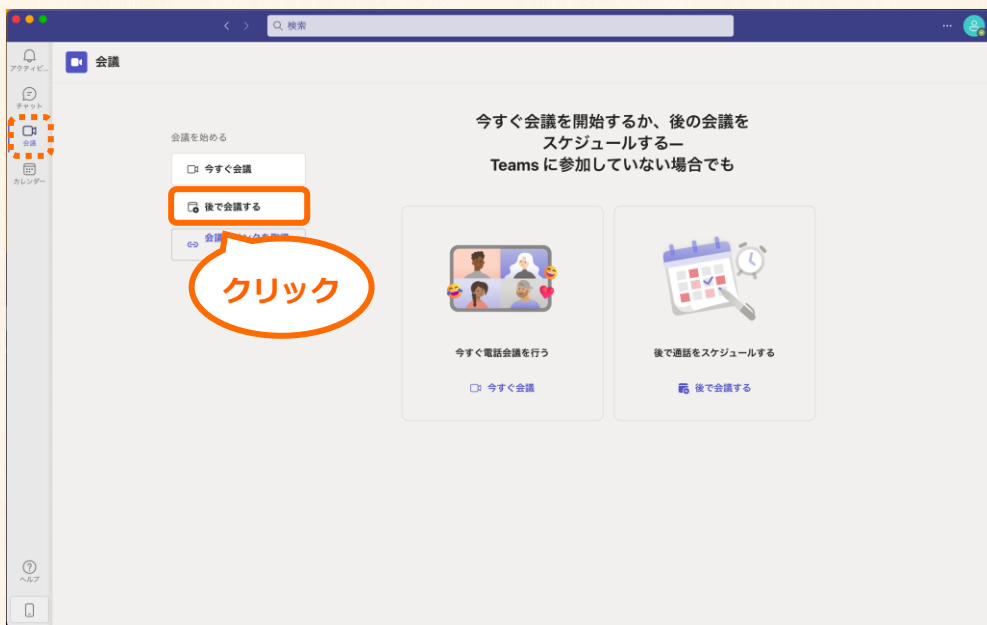 検索
アクティビ...
会議
チャット
会議
カレンダー
会議を始める
今すぐ会議
後で会議する
クリック
今すぐ会議を開始するか、後の会議を
スケジュールする—
Teams に参加していない場合でも
今すぐ電話会議を行う
今すぐ会議
後で通話をスケジュールする
後で会議する
ヘルプ